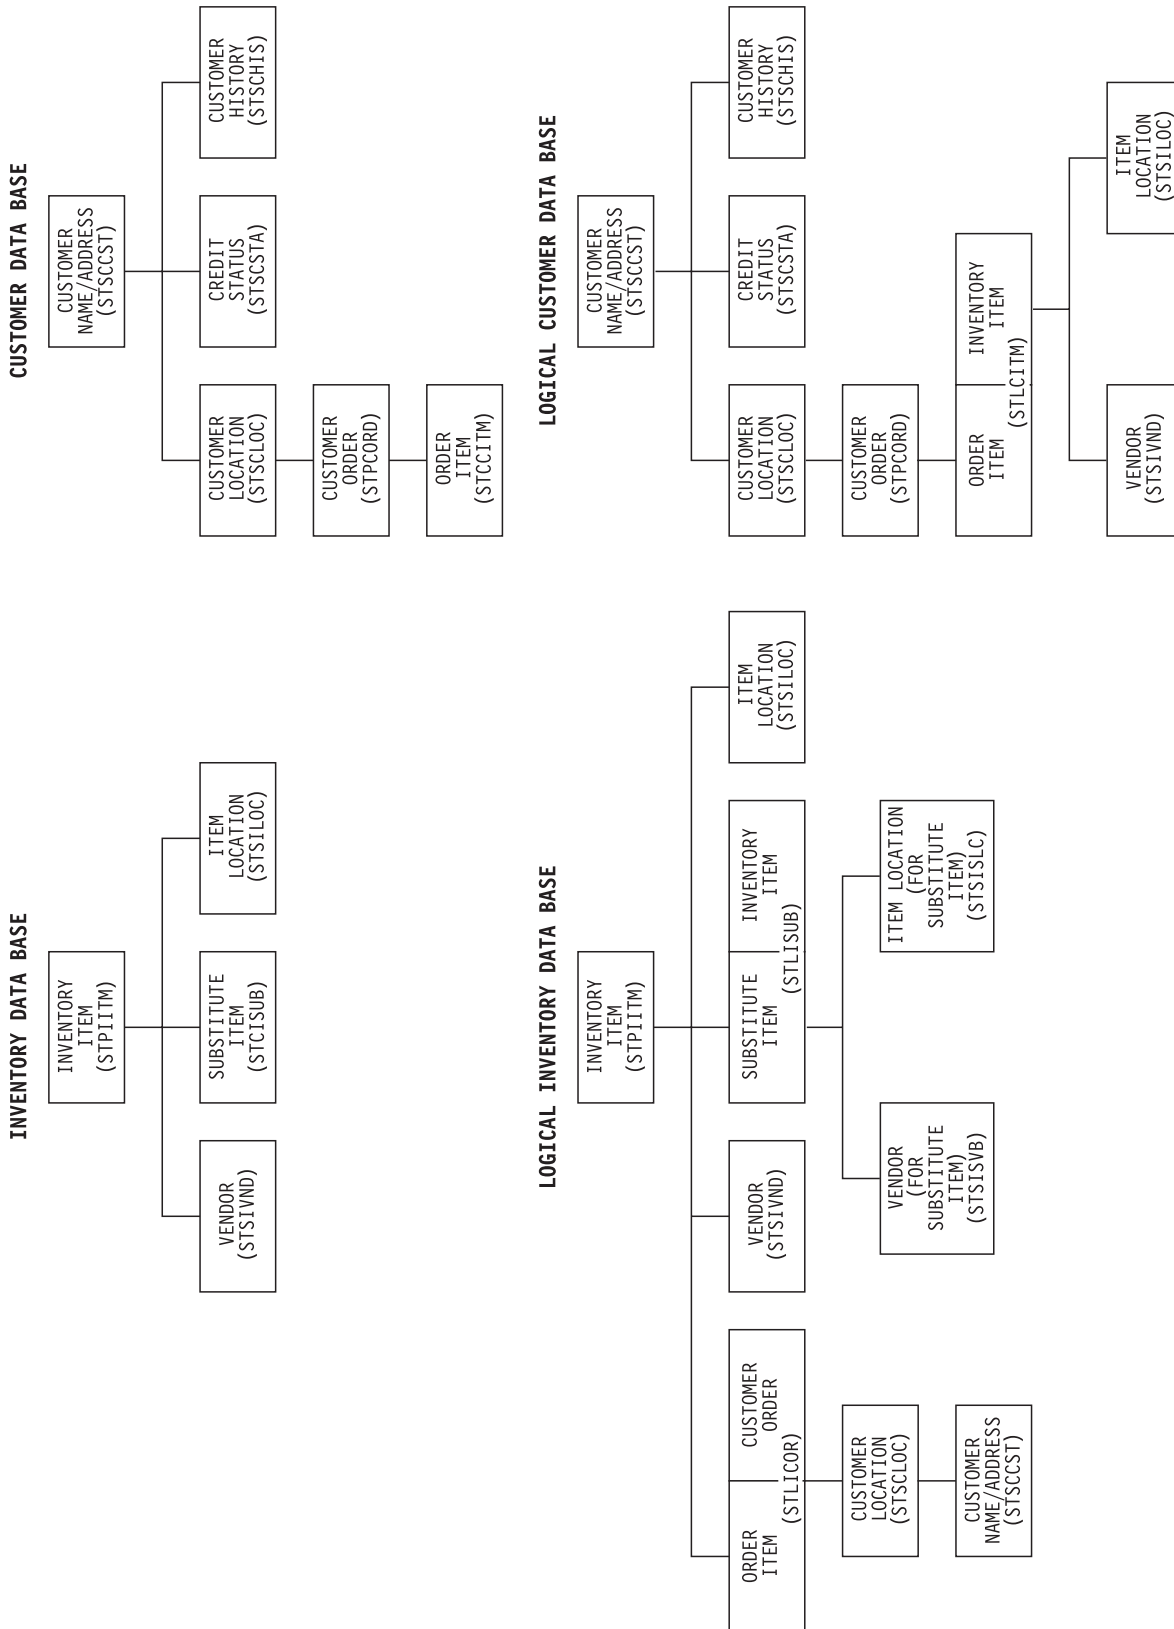 INVENTORY DATA BASE
INVENTORY
ITEM
(STPIITM)
VENDOR
(STSIVND)
SUBSTITUTE
ITEM
(STCISUB)
ITEM
LOCATION
(STSILOC)
CUSTOMER DATA BASE
CUSTOMER
NAME/ADDRESS
(STSCCST)
CUSTOMER
LOCATION
(STSCLOC)
CREDIT
STATUS
(STSCSTA)
CUSTOMER
HISTORY
(STSCHIS)
CUSTOMER
ORDER
(STPCORD)
ORDER
ITEM
(STCCITM)
LOGICAL INVENTORY DATA BASE
INVENTORY
ITEM
(STPIITM)
ORDER
ITEM
CUSTOMER
ORDER
(STLICOR)
VENDOR
(STSIVND)
SUBSTITUTE
ITEM
INVENTORY
ITEM
(STLISUB)
ITEM
LOCATION
(STSILOC)
CUSTOMER
LOCATION
(STSCLOC)
CUSTOMER
NAME/ADDRESS
(STSCCST)
VENDOR
(FOR
SUBSTITUTE
ITEM)
(STSISVB)
ITEM LOCATION
(FOR
SUBSTITUTE
ITEM)
(STSISLC)
LOGICAL CUSTOMER DATA BASE
CUSTOMER
NAME/ADDRESS
(STSCCST)
CUSTOMER
LOCATION
(STSCLOC)
CREDIT
STATUS
(STSCSTA)
CUSTOMER
HISTORY
(STSCHIS)
CUSTOMER
ORDER
(STPCORD)
ORDER
ITEM
INVENTORY
ITEM
(STLCITM)
VENDOR
(STSIVND)
ITEM
LOCATION
(STSILOC)